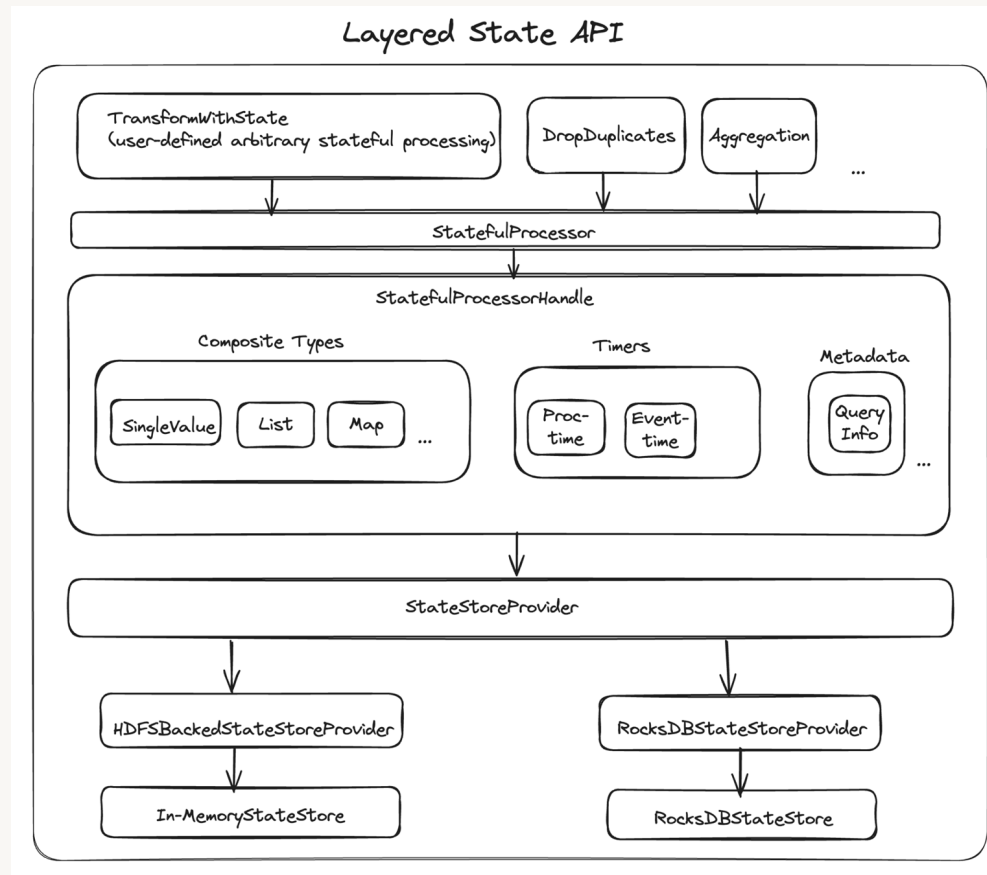 Layered State API
TransformWithState
(user-defined arbitrary stateful processing)
DropDuplicates
Aggregation
...
StatefulProcessor
StatefulProcessorHandle
Composite Types
SingleValue
List
Map
...
Timers
Proc-
time
Event-
time
Metadata
Query
Info
...
StateStoreProvider
HDFSBackedStateStoreProvider
RocksDBStateStoreProvider
In-MemoryStateStore
RocksDBStateStore